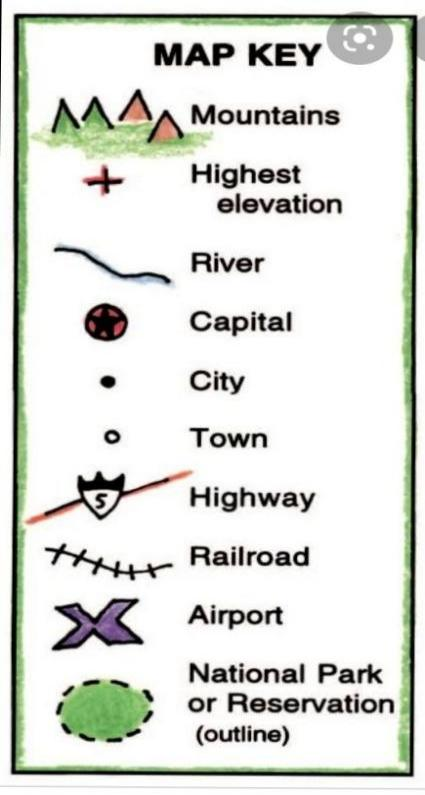 MAP KEY
Mountains
Highest
elevation
River
Capital
City
Town
5
Highway
Railroad
Airport
National Park
or Reservation
(outline)